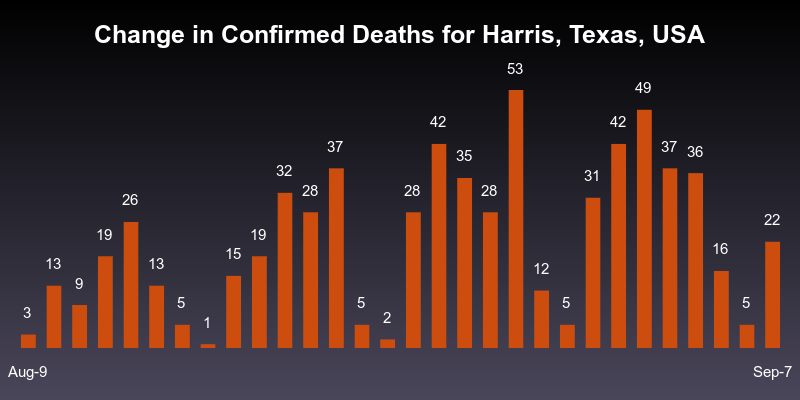 Change in Confirmed Deaths for Harris, Texas, USA
3 13 9 19 26 13 5 1 15 19 32 28 37 5 2 28 42 35 28 53 12 5 31 42 49 37 36 16 5 22
Aug-9 Sep-7